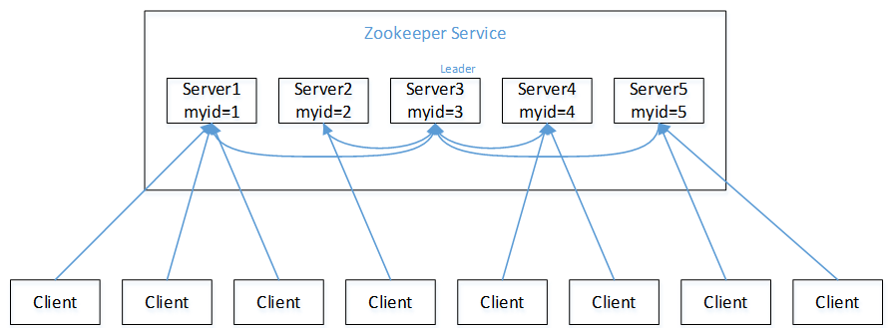 Zookeeper Service
Leader
Server1
myid=1
Server2
myid=2
Server3
myid=3
Server4
myid=4
Server5
myid=5
Client
Client
Client
Client
Client
Client
Client
Client